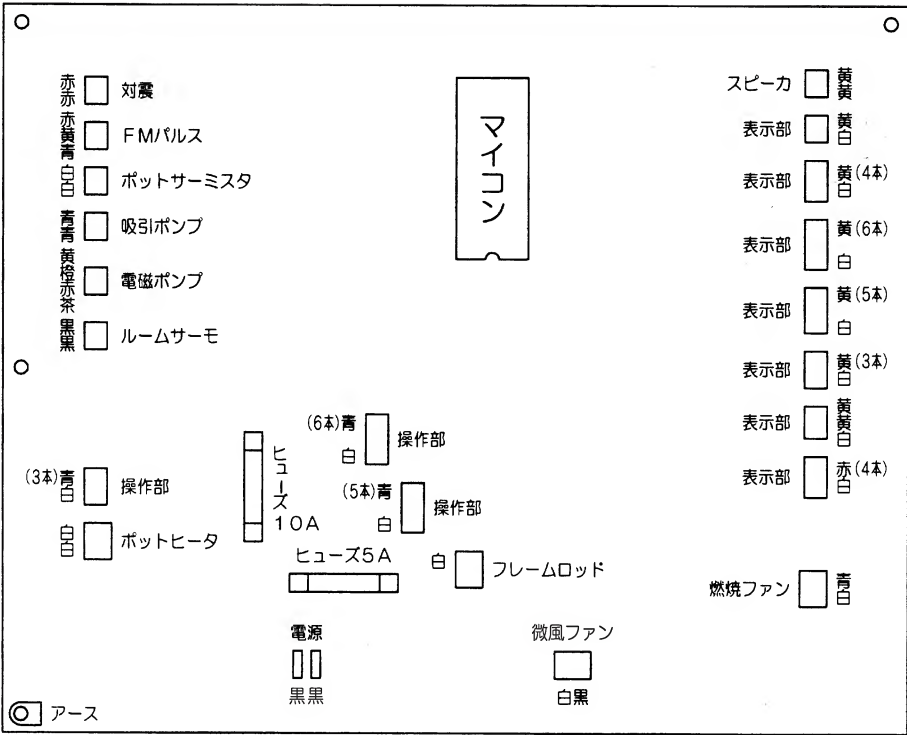 赤
赤
対震
赤
黄
青
FMパルス
白
白
ポットサーミスタ
青
青
吸引ポンプ
黄
橙
赤
茶
電磁ポンプ
黒
黒
ルームサーモ
マイコン
スピーカ
黄
黄
表示部
黄
白
表示部
黄(4本)
白
表示部
黄(6本)
白
表示部
黄(5本)
白
表示部
黄(3本)
白
表示部
黄
黄
白
表示部
赤(4本)
白
(3本)青
白
操作部
白
白
ポットヒータ
ヒューズ
10A
(6本)青
白
操作部
(5本)青
白
操作部
ヒューズ5A
白
フレームロッド
燃焼ファン
青
白
電源
黒黒
微風ファン
白黒
アース